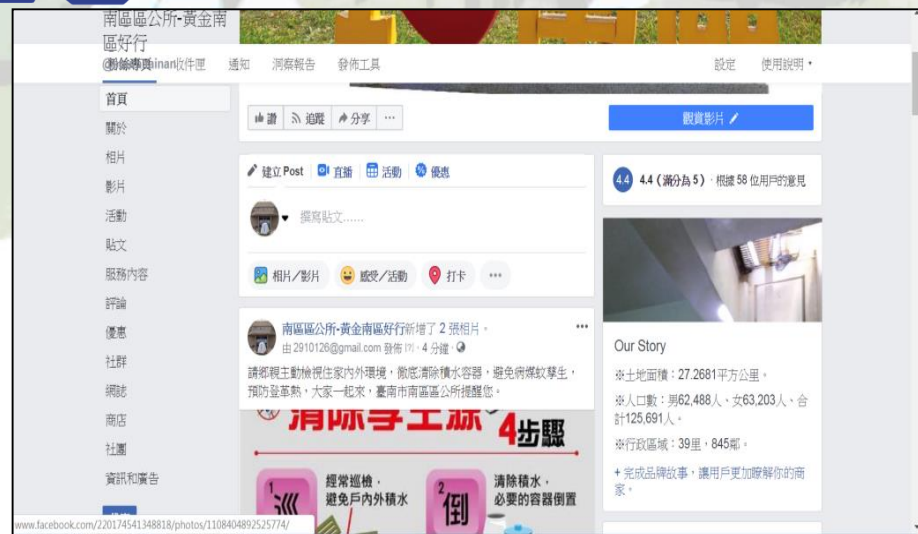 南區區公所-黃金南
區好行
粉絲專頁
收件匣
通知
洞察報告
發佈工具
設定
使用說明
首頁
關於
相片
影片
活動
貼文
服務內容
評論
優惠
社群
網誌
商店
社團
資訊和廣告
讚
追蹤
分享
觀賞影片
建立 Post
直播
活動
優惠
撰寫貼文……
相片／影片
感受／活動
打卡
南區區公所-黃金南區好行新增了 2 張相片。
由 2910126@gmail.com 發佈 [?]·4 分鐘·
請鄉親主動檢視住家內外環境，徹底清除積水容器，避免病媒蚊孳生，
預防登革熱，大家一起來，臺南市南區區公所提醒您。
清除孳生源 4步驟
1
巡
經常巡檢，
避免戶內外積水
2
倒
清除積水，
必要的容器倒置
4.4
4.4（滿分為 5）·根據 58 位用戶的意見
Our Story
※土地面積：27.2681平方公里。
※人口數：男62,488人、女63,203人、合
計125,691人。
※行政區域：39里，845鄰。
+ 完成品牌故事，讓用戶更加瞭解你的商
家。
www.facebook.com/220174541348818/photos/1108404892525774/